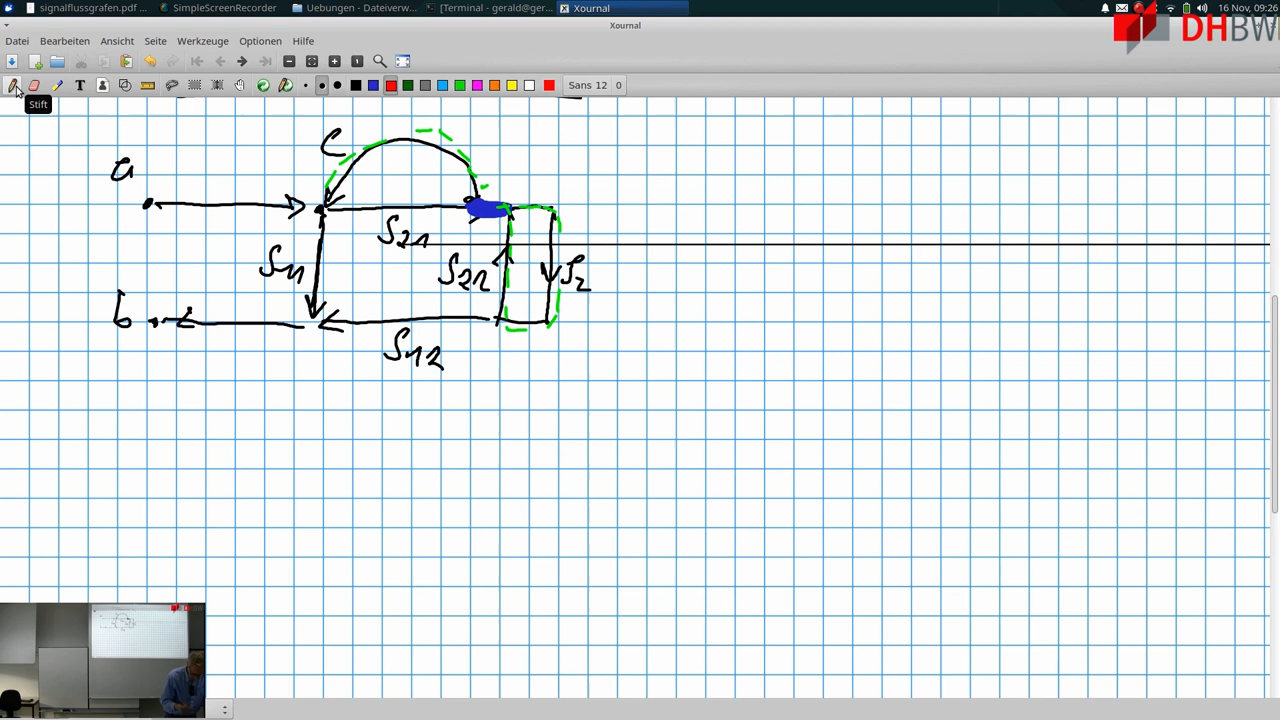 signalflussgrafen.pdf ...
SimpleScreenRecorder
Uebungen - Dateiverw...
[Terminal - gerald@ger...
Xournal
16 Nov, 09:26
Xournal
DHBW
Datei Bearbeiten Ansicht Seite Werkzeuge Optionen Hilfe
Sans 12 0
Stift
C
a
S21
S11
S22
S2
b
S12